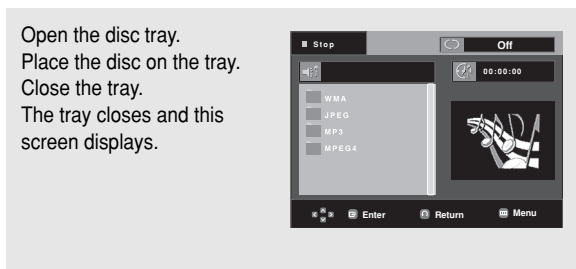 Open the disc tray.
Place the disc on the tray.
Close the tray.
The tray closes and this
screen displays.
Stop Off
00:00:00
WMA
JPEG
MP3
MPEG4
Enter Return Menu